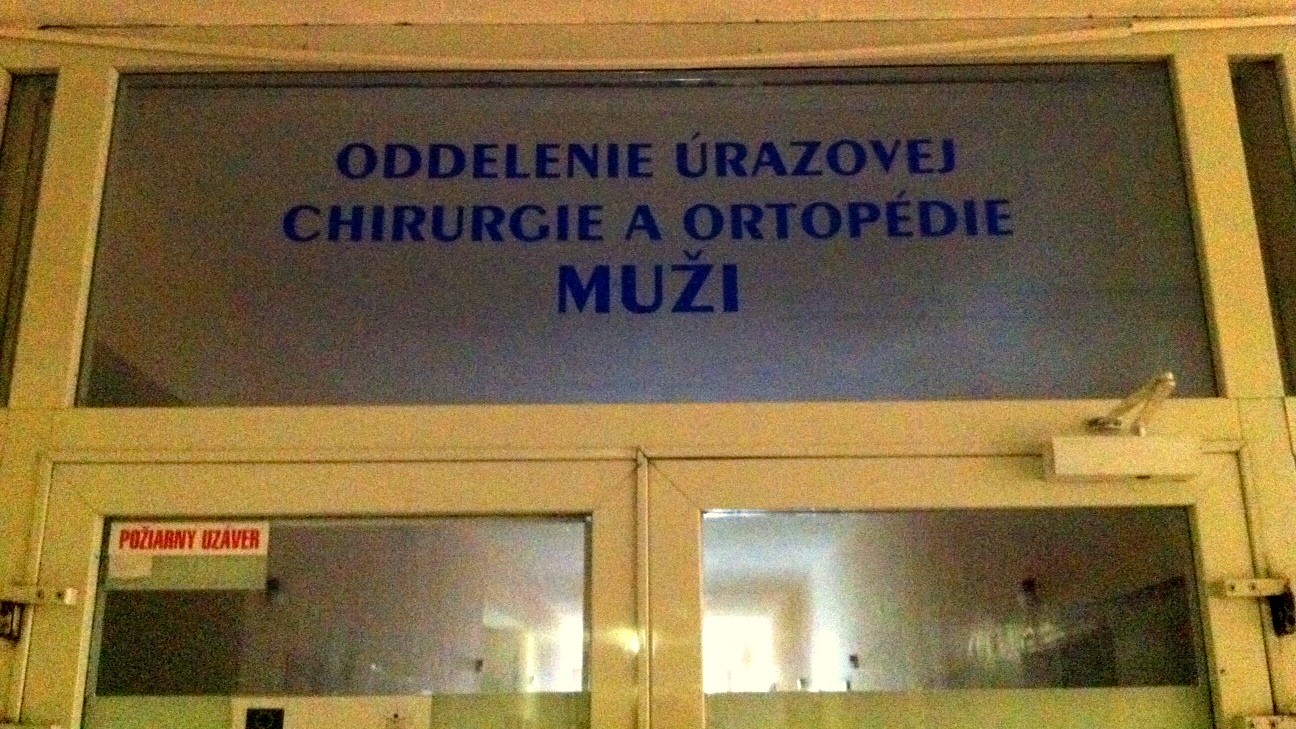 ODDELENIE ÚRAZOVEJ
CHIRURGIE A ORTOPÉDIE
MUŽI
POŽIARNY UZÁVER